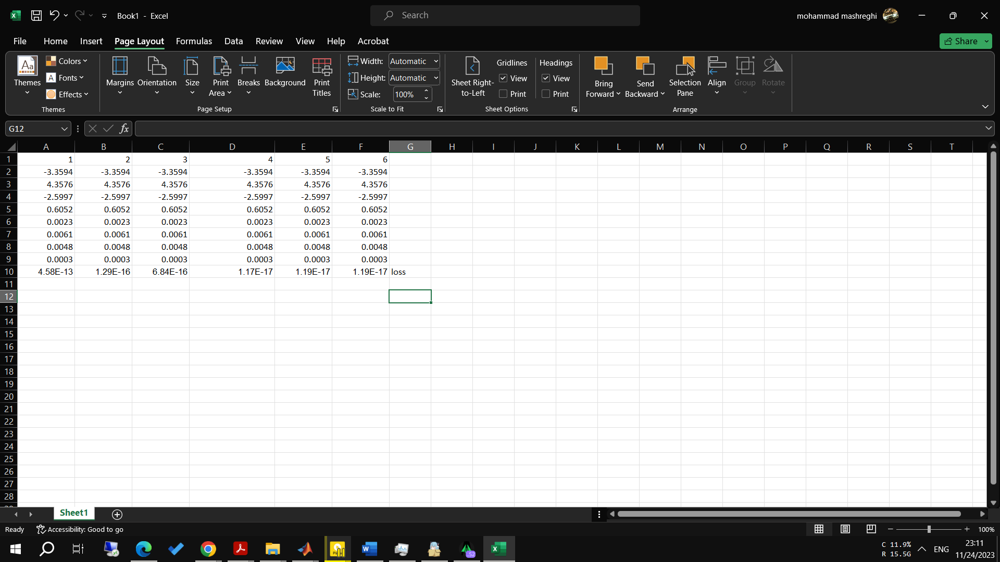 Book1 - Excel
Search
mohammad mashreghi
File Home Insert Page Layout Formulas Data Review View Help Acrobat
Share
Themes
Colors
Fonts
Effects
Themes
Margins
Orientation
Size
Print Area
Breaks
Background
Print Titles
Page Setup
Width: Automatic
Height: Automatic
Scale: 100%
Scale to Fit
Sheet Right-to-Left
Gridlines
View
Print
Headings
View
Print
Sheet Options
Bring Forward
Send Backward
Selection Pane
Align
Group
Rotate
Arrange
G12
fx
A B C D E F G H I J K L M N O P Q R S T
1 1 2 3 4 5 6
2 -3.3594 -3.3594 -3.3594 -3.3594 -3.3594 -3.3594
3 4.3576 4.3576 4.3576 4.3576 4.3576 4.3576
4 -2.5997 -2.5997 -2.5997 -2.5997 -2.5997 -2.5997
5 0.6052 0.6052 0.6052 0.6052 0.6052 0.6052
6 0.0023 0.0023 0.0023 0.0023 0.0023 0.0023
7 0.0061 0.0061 0.0061 0.0061 0.0061 0.0061
8 0.0048 0.0048 0.0048 0.0048 0.0048 0.0048
9 0.0003 0.0003 0.0003 0.0003 0.0003 0.0003
10 4.58E-13 1.29E-16 6.84E-16 1.17E-17 1.19E-17 1.19E-17 loss
11
12
13
14
15
16
17
18
19
20
21
22
23
24
25
26
27
28
Sheet1
Ready Accessibility: Good to go
100%
C 11.9%
R 15.5G
ENG
23:11
11/24/2023